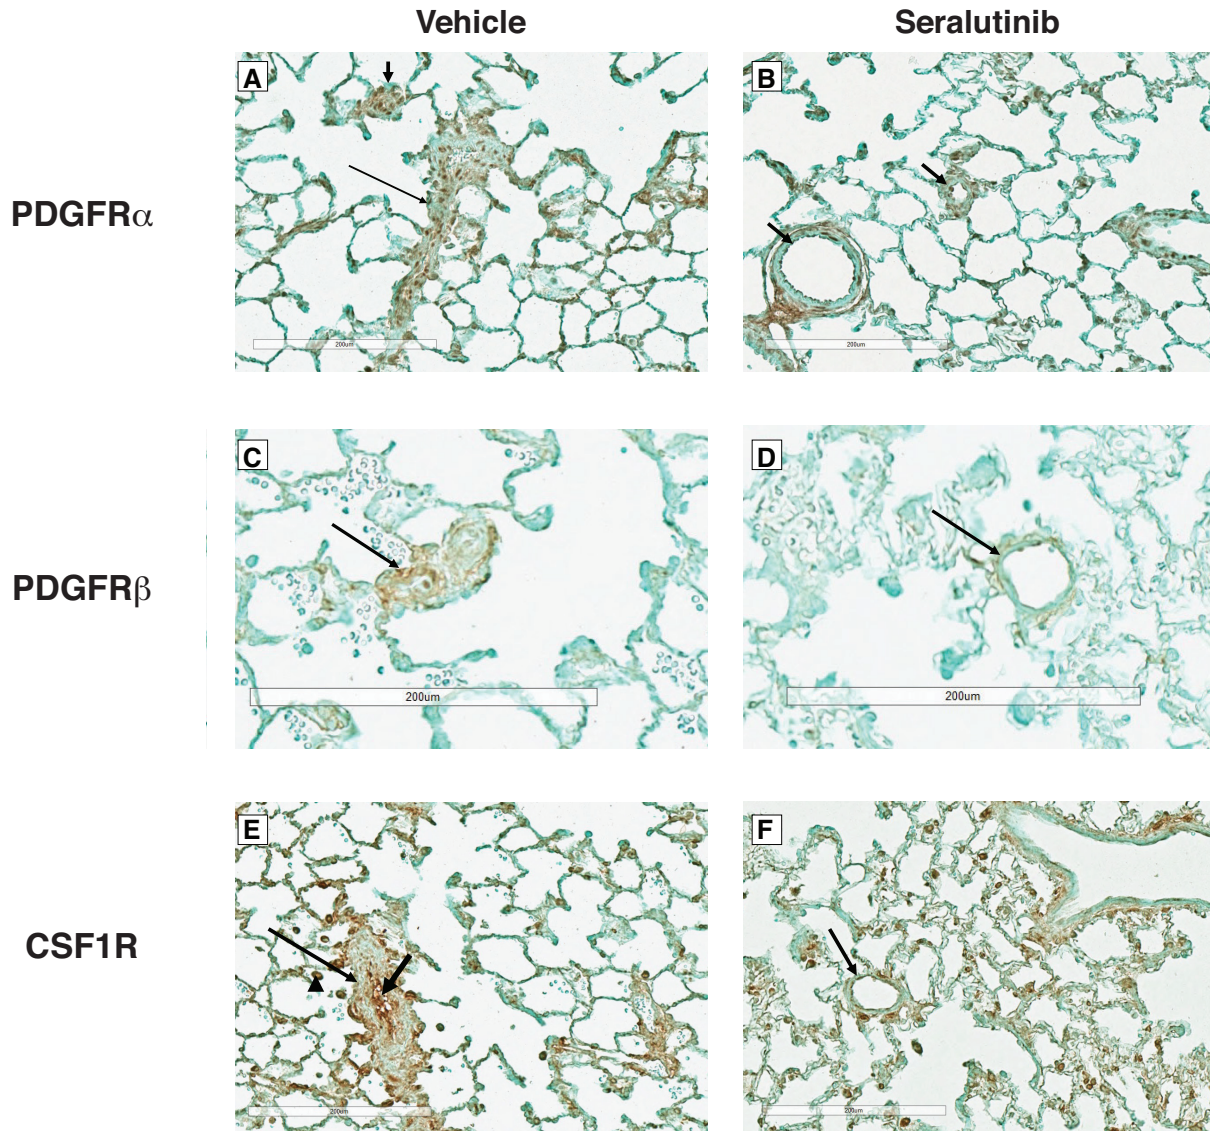 Vehicle
Seralutinib
PDGFRα
A
200um
B
200um
PDGFRβ
C
200um
D
200um
CSF1R
E
200um
F
200um